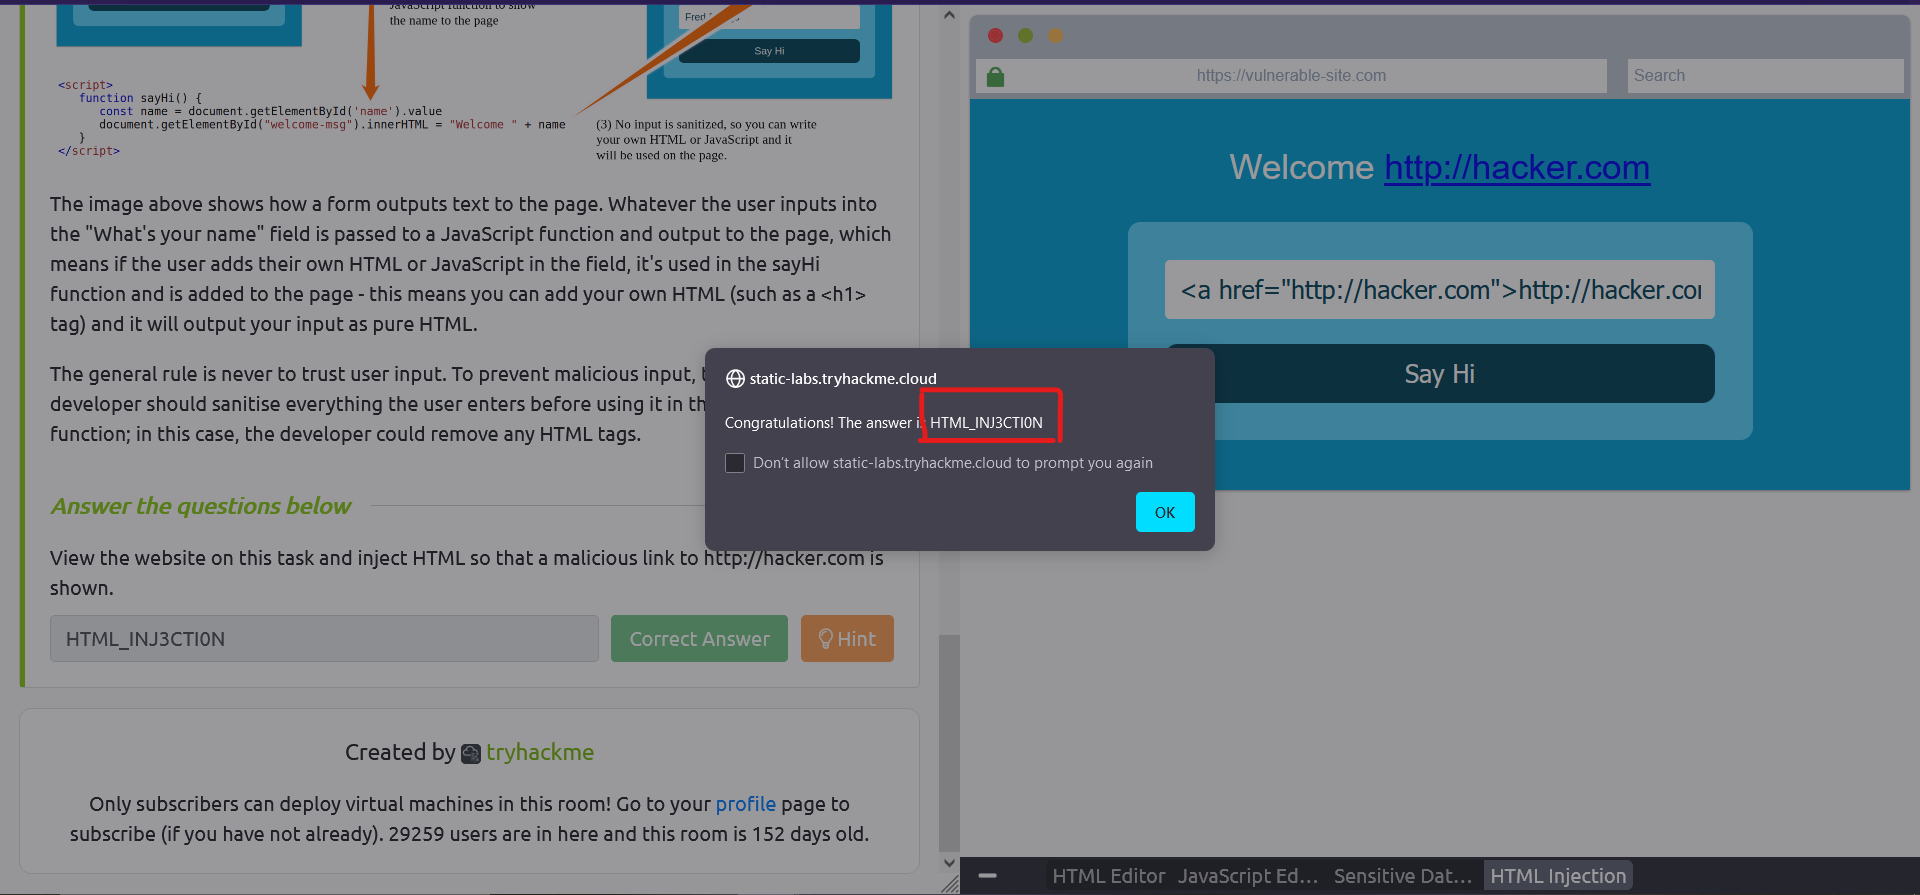 JavaScript function to show
the name to the page
Say Hi
<script>
function sayHi() {
const name = document.getElementById('name').value
document.getElementById("welcome-msg").innerHTML = "Welcome " + name
}
</script>
(3) No input is sanitized, so you can write
your own HTML or JavaScript and it
will be used on the page.
The image above shows how a form outputs text to the page. Whatever the user inputs into
the "What's your name" field is passed to a JavaScript function and output to the page, which
means if the user adds their own HTML or JavaScript in the field, it's used in the sayHi
function and is added to the page - this means you can add your own HTML (such as a <h1>
tag) and it will output your input as pure HTML.
The general rule is never to trust user input. To prevent malicious input,
developer should sanitise everything the user enters before using it in
function; in this case, the developer could remove any HTML tags.
Answer the questions below
View the website on this task and inject HTML so that a malicious link to http://hacker.com is
shown.
HTML_INJ3CTI0N
Correct Answer
Hint
Created by tryhackme
Only subscribers can deploy virtual machines in this room! Go to your profile page to
subscribe (if you have not already). 29259 users are in here and this room is 152 days old.
https://vulnerable-site.com
Search
Welcome http://hacker.com
<a href="http://hacker.com">http://hacker.cor
Say Hi
static-labs.tryhackme.cloud
Congratulations! The answer is HTML_INJ3CTI0N
Don't allow static-labs.tryhackme.cloud to prompt you again
OK
HTML Editor
JavaScript Ed...
Sensitive Dat...
HTML Injection